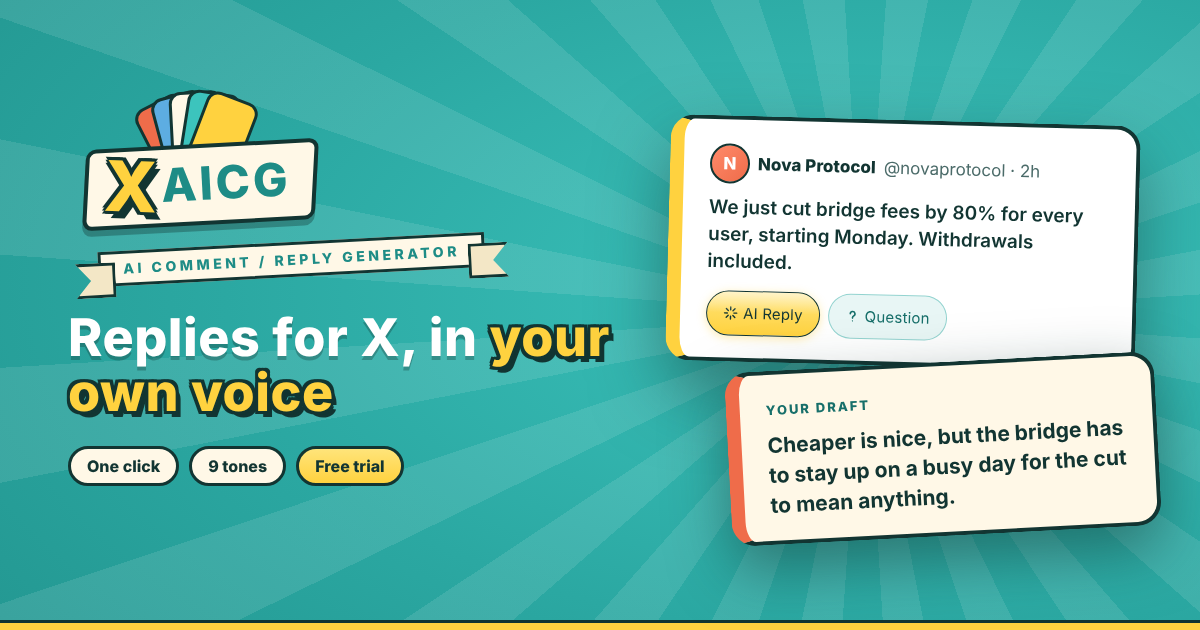 XAICG
AI COMMENT / REPLY GENERATOR
Replies for X, in your
own voice
One click
9 tones
Free trial
N
Nova Protocol @novaprotocol · 2h
We just cut bridge fees by 80% for every
user, starting Monday. Withdrawals
included.
AI Reply
? Question
YOUR DRAFT
Cheaper is nice, but the bridge has
to stay up on a busy day for the cut
to mean anything.